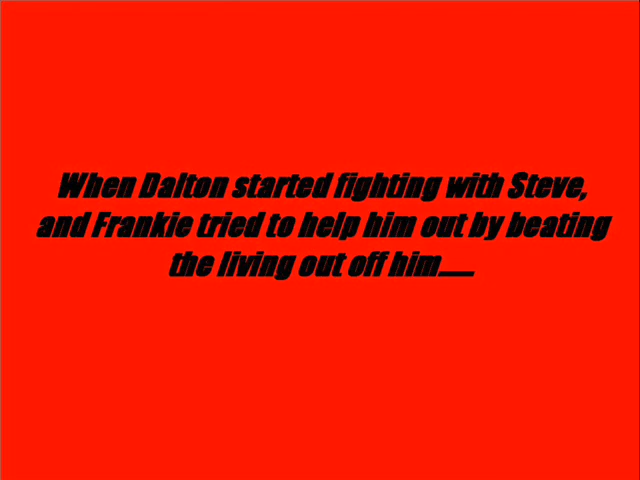 When Dalton started fighting with Steve,
and Frankie tried to help him out by beating
the living out off him......